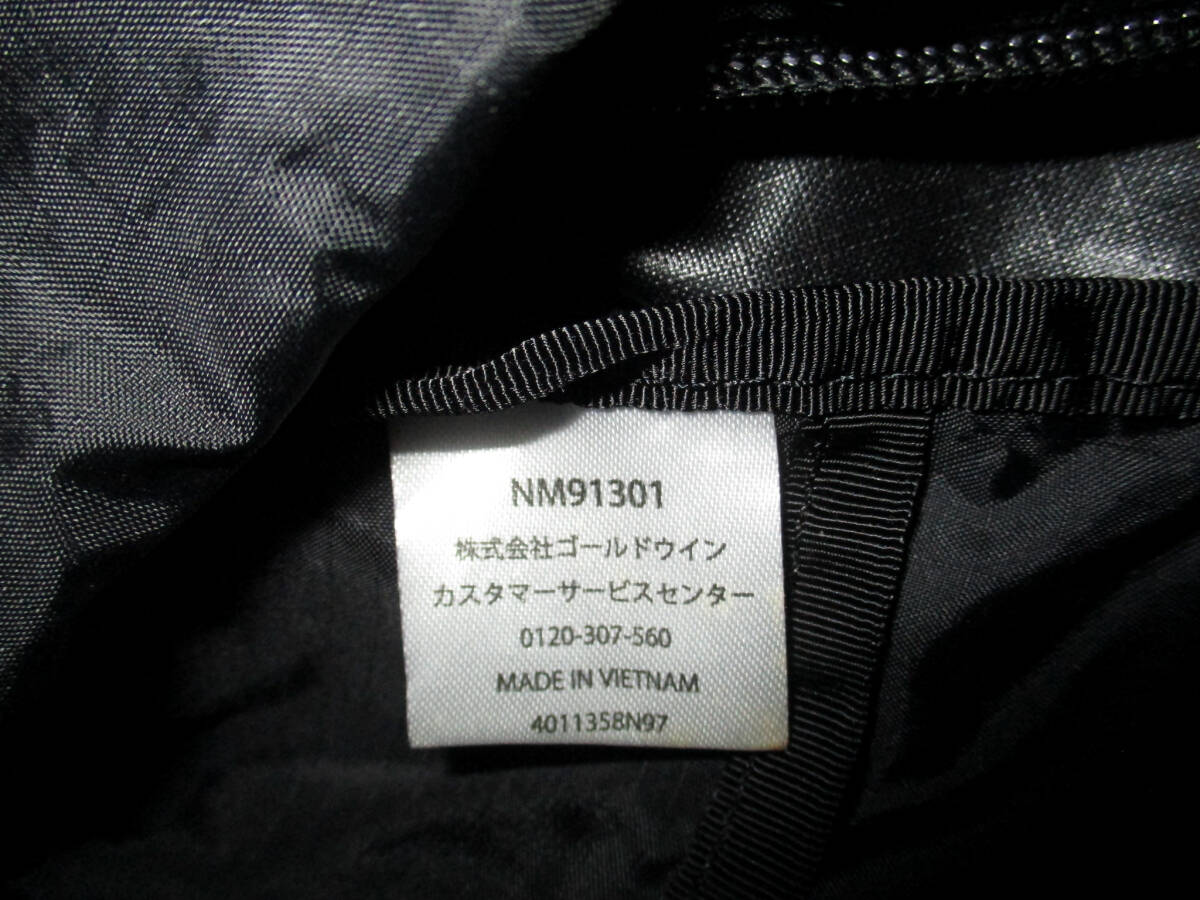 NM91301
株式会社ゴールドウイン
カスタマーサービスセンター
0120-307-560
MADE IN VIETNAM
4011358N97